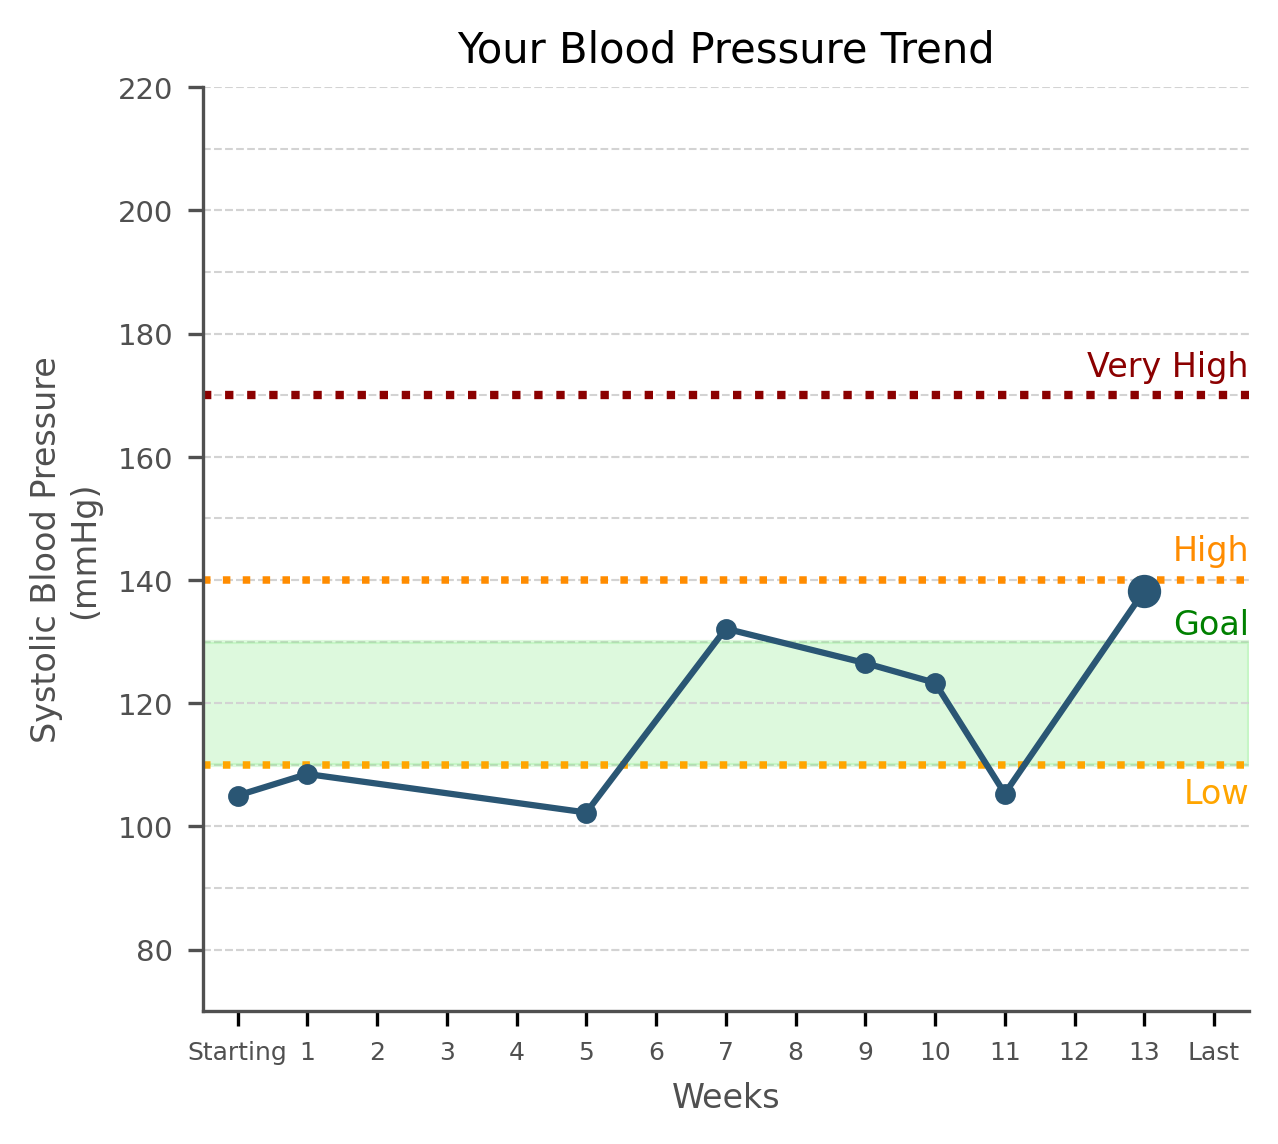 Your Blood Pressure Trend
220
200
180
160
140
120
100
80
Systolic Blood Pressure
(mmHg)
Very High
High
Goal
Low
Starting 1 2 3 4 5 6 7 8 9 10 11 12 13 Last
Weeks